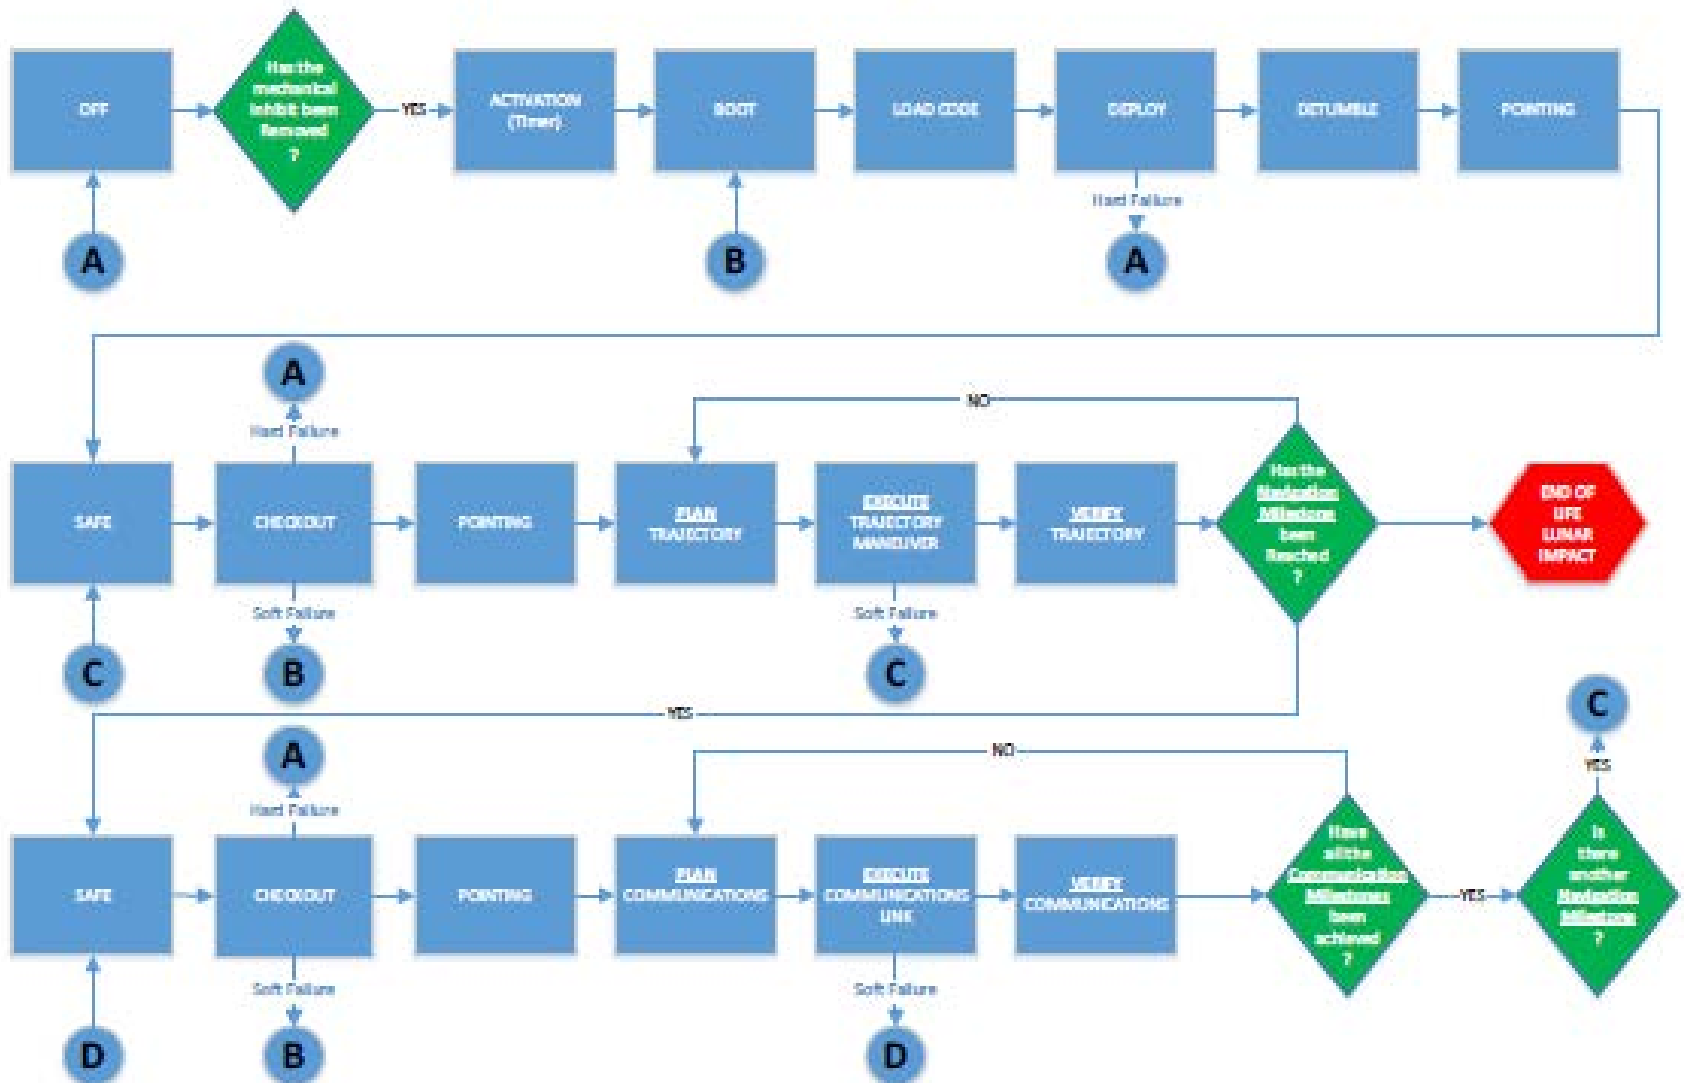 OFF
Has the
mechanical
Inhibit been
Removed
?
YES
ACTIVATION
(Timer)
BOOT
LOAD CODE
DEPLOY
DETUMBLE
POINTING
Hard Failure
A
B
A
A
Hard Failure
NO
SAFE
CHECKOUT
POINTING
PLAN
TRAJECTORY
EXECUTE
TRAJECTORY
MANEUVER
VERIFY
TRAJECTORY
Has the
Navigation
Milestone
been
Reached
?
END OF
LIFE
LUNAR
IMPACT
Soft Failure
Soft Failure
C
B
C
C
YES
YES
A
Hard Failure
NO
SAFE
CHECKOUT
POINTING
PLAN
COMMUNICATIONS
EXECUTE
COMMUNICATIONS
LINK
VERIFY
COMMUNICATIONS
Have
all the
Communication
Milestones
been
achieved
?
YES
Is
there
another
Navigation
Milestone
?
Soft Failure
Soft Failure
D
B
D